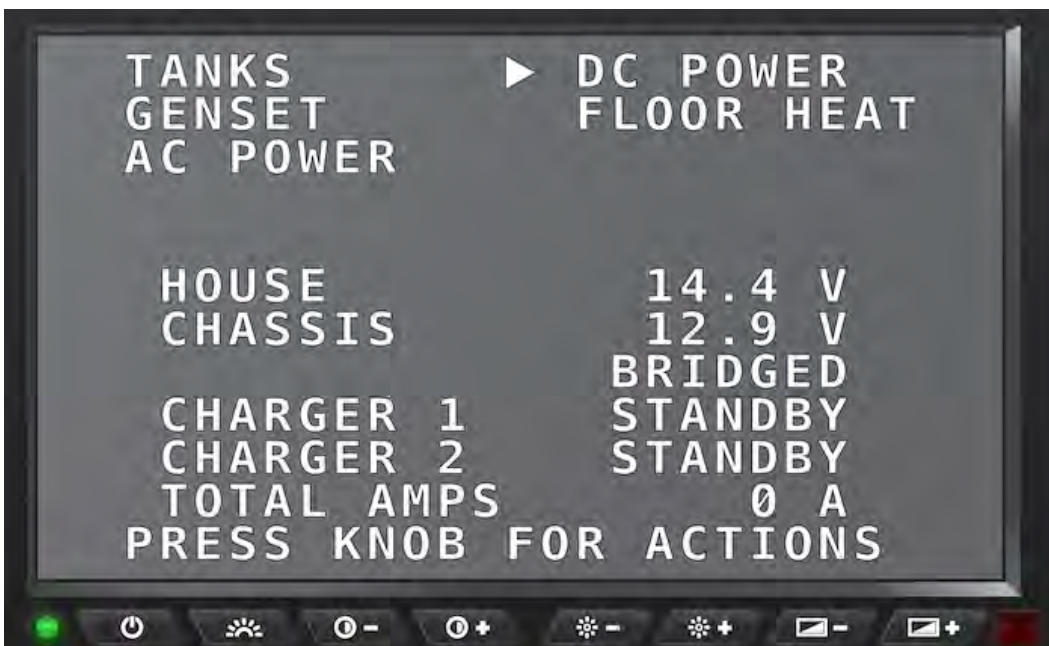 TANKS ▶ DC POWER
GENSET FLOOR HEAT
AC POWER
HOUSE 14.4 V
CHASSIS 12.9 V
BRIDGED
CHARGER 1 STANDBY
CHARGER 2 STANDBY
TOTAL AMPS 0 A
PRESS KNOB FOR ACTIONS